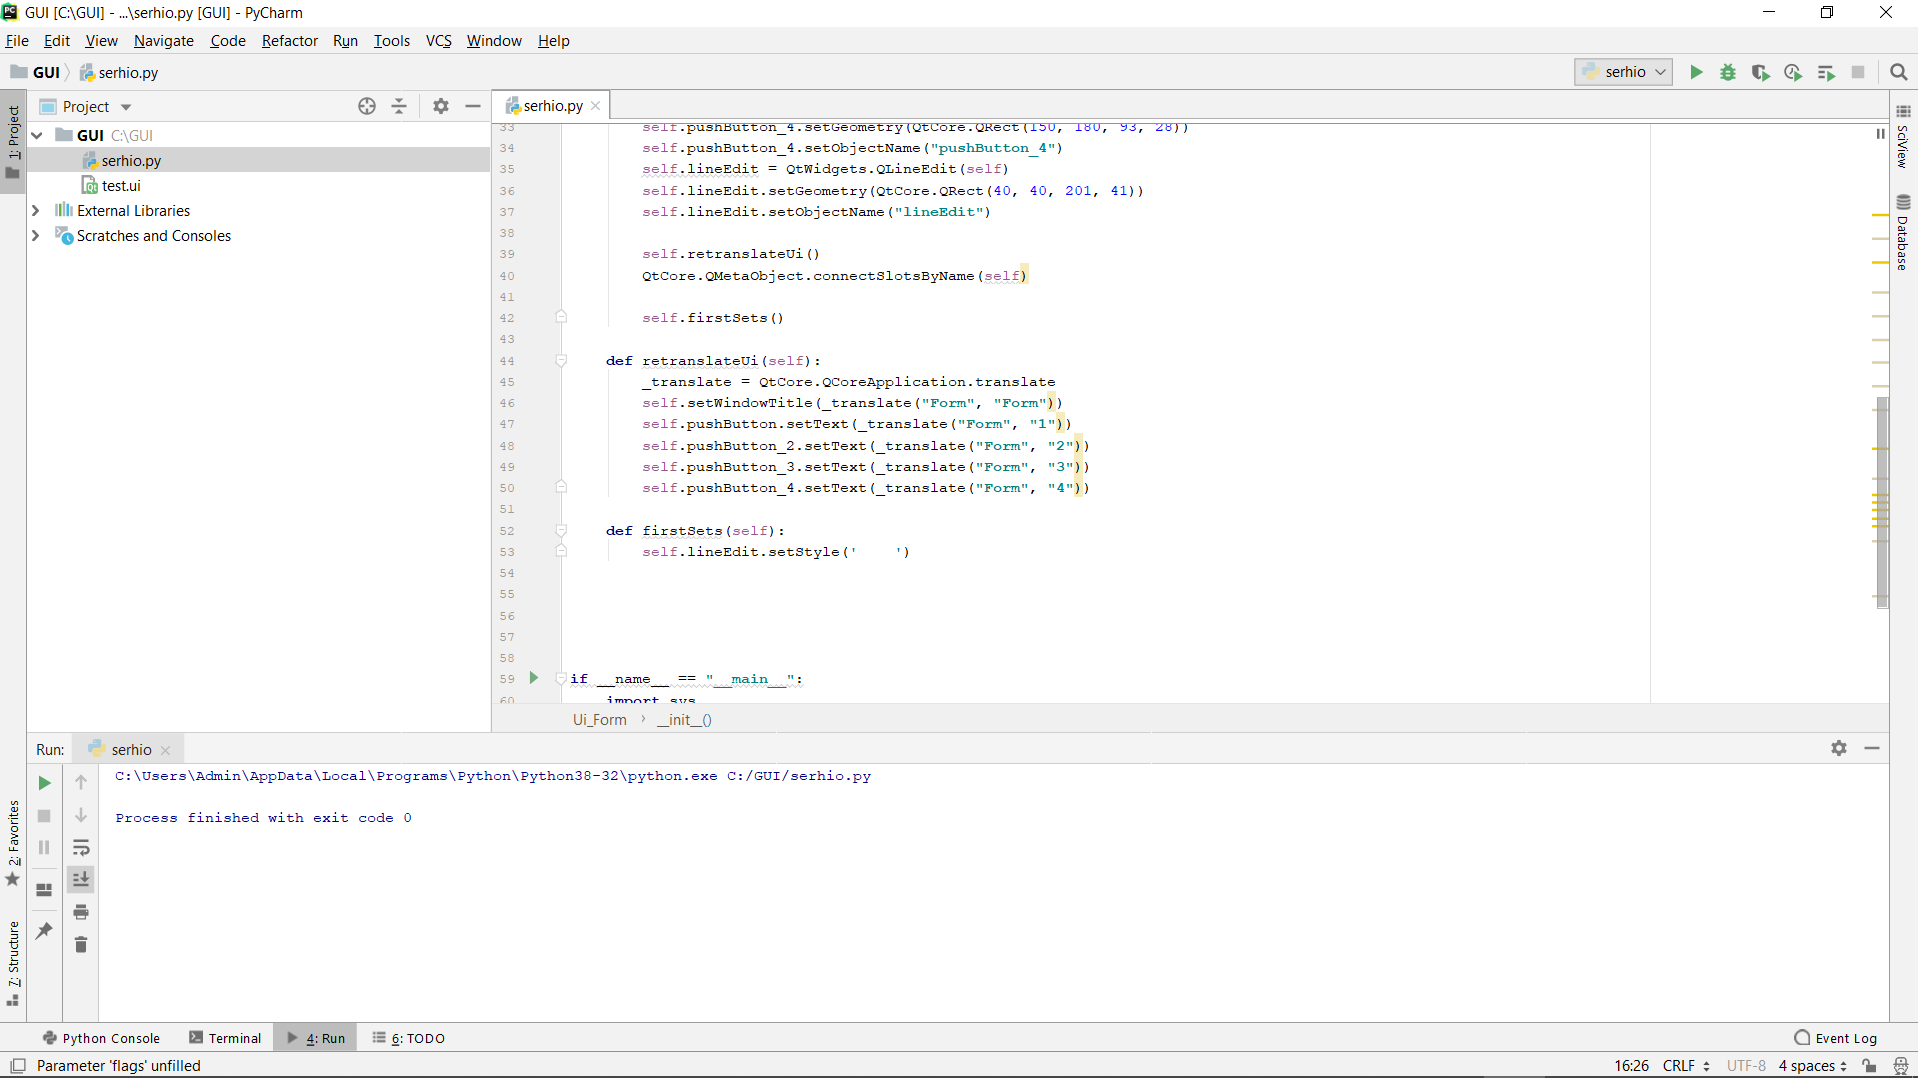 GUI [C:\GUI] - ...\serhio.py [GUI] - PyCharm
File Edit View Navigate Code Refactor Run Tools VCS Window Help
GUI serhio.py
serhio
Project
serhio.py
1: Project
GUI C:\GUI
serhio.py
test.ui
External Libraries
Scratches and Consoles
33 self.pushButton_4.setGeometry(QtCore.QRect(150, 180, 93, 28))
34 self.pushButton_4.setObjectName("pushButton_4")
35 self.lineEdit = QtWidgets.QLineEdit(self)
36 self.lineEdit.setGeometry(QtCore.QRect(40, 40, 201, 41))
37 self.lineEdit.setObjectName("lineEdit")
38
39 self.retranslateUi()
40 QtCore.QMetaObject.connectSlotsByName(self)
41
42 self.firstSets()
43
44 def retranslateUi(self):
45 _translate = QtCore.QCoreApplication.translate
46 self.setWindowTitle(_translate("Form", "Form"))
47 self.pushButton.setText(_translate("Form", "1"))
48 self.pushButton_2.setText(_translate("Form", "2"))
49 self.pushButton_3.setText(_translate("Form", "3"))
50 self.pushButton_4.setText(_translate("Form", "4"))
51
52 def firstSets(self):
53 self.lineEdit.setStyle('    ')
54
55
56
57
58
59 if __name__ == "__main__":
60 import sys
Ui_Form › __init__()
SciView
Database
Run: serhio
C:\Users\Admin\AppData\Local\Programs\Python\Python38-32\python.exe C:/GUI/serhio.py
Process finished with exit code 0
2: Favorites
7: Structure
Python Console Terminal 4: Run 6: TODO Event Log
Parameter 'flags' unfilled 16:26 CRLF UTF-8 4 spaces